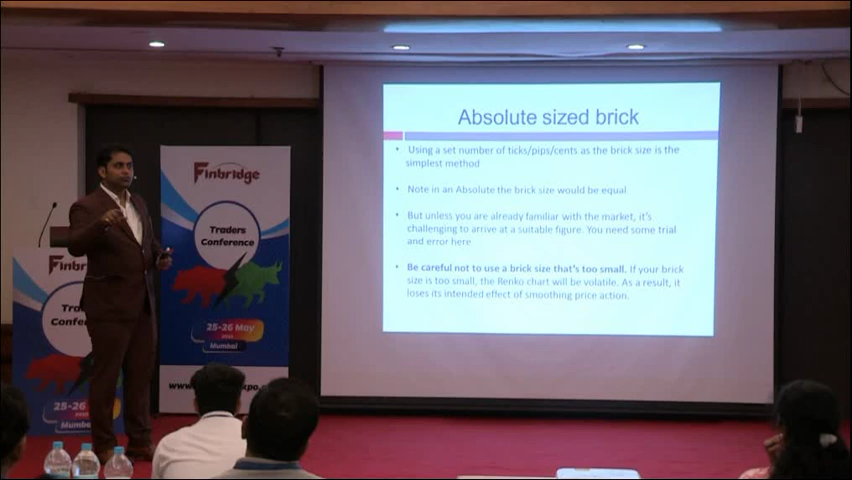 Absolute sized brick
• Using a set number of ticks/pips/cents as the brick size is the
simplest method
• Note in an Absolute the brick size would be equal
• But unless you are already familiar with the market, it's
challenging to arrive at a suitable figure. You need some trial
and error here
• Be careful not to use a brick size that's too small. If your brick
size is too small, the Renko chart will be volatile. As a result, it
loses its intended effect of smoothing price action.
Finbridge
Traders
Conference
25-26 May
Mumbai
Finbr
Tra
Confe
25-26
Mumba